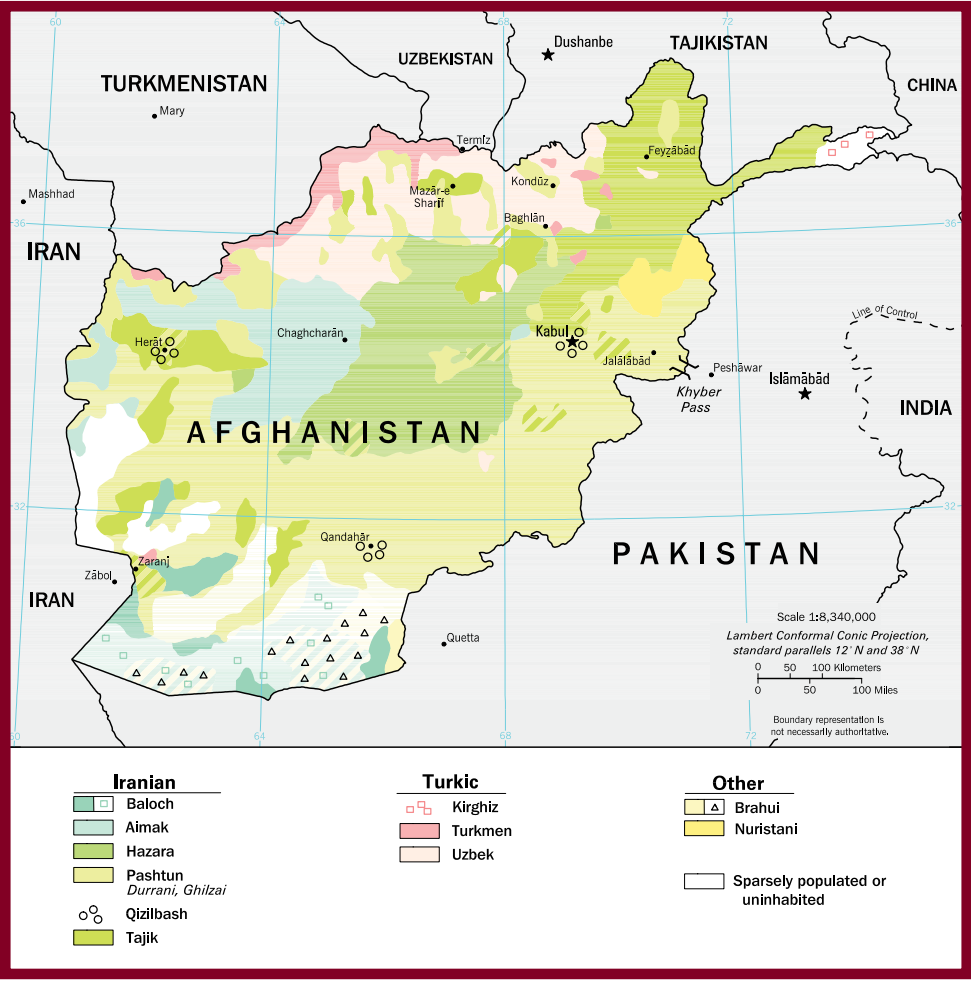 60
64
68
72
Dushanbe
TAJIKISTAN
UZBEKISTAN
TURKMENISTAN
CHINA
Mary
Termiz
Feyẕābād
Mashhad
Mazār-e
Sharīf
Kondūz
Baghlān
36
36
IRAN
Line of Control
Herāt
Chaghcharān
Kabul
Jalālābād
Peshāwar
Khyber
Pass
Islāmābād
INDIA
AFGHANISTAN
32
32
Qandahār
PAKISTAN
Zaranj
Zābol
IRAN
Quetta
Scale 1:8,340,000
Lambert Conformal Conic Projection,
standard parallels 12°N and 38°N
0 50 100 Kilometers
0 50 100 Miles
Boundary representation is
not necessarily authoritative.
60
64
68
72
Iranian
Baloch
Aimak
Hazara
Pashtun
Durrani, Ghilzai
Qizilbash
Tajik
Turkic
Kirghiz
Turkmen
Uzbek
Other
Brahui
Nuristani
Sparsely populated or
uninhabited